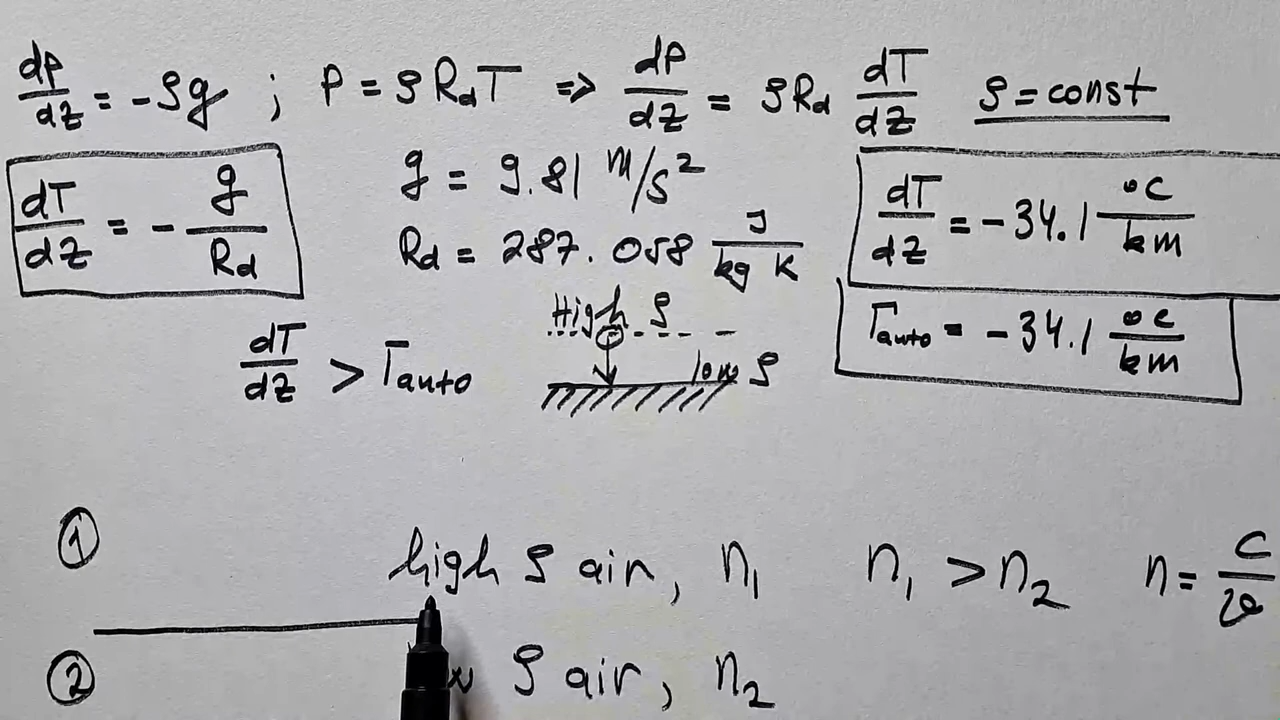 dp/dz = -ρg ; P = ρR_dT => dP/dz = ρR_d dT/dz ρ = const
dT/dz = - g/R_d
g = 9.81 m/s²
R_d = 287.058 J/kg K
dT/dz = -34.1 °C/km
Γ_auto = -34.1 °C/km
dT/dz > Γ_auto
High ρ
low ρ
① high ρ air, n₁ n₁ > n₂ n = c/v
② ρ air, n₂